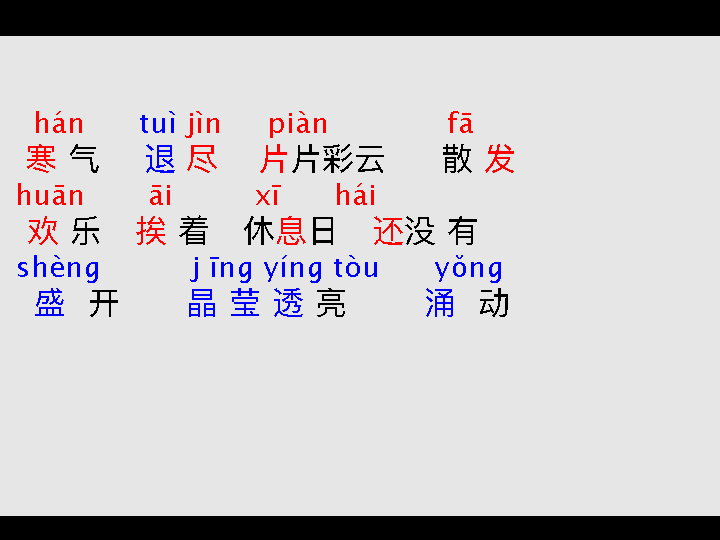 hán tuì jìn piàn fā
寒 气 退 尽 片片彩云 散 发
huān āi xī hái
欢 乐 挨 着 休息日 还没 有
shèng j īng yíng tòu yǒng
盛 开 晶 莹 透 亮 涌 动